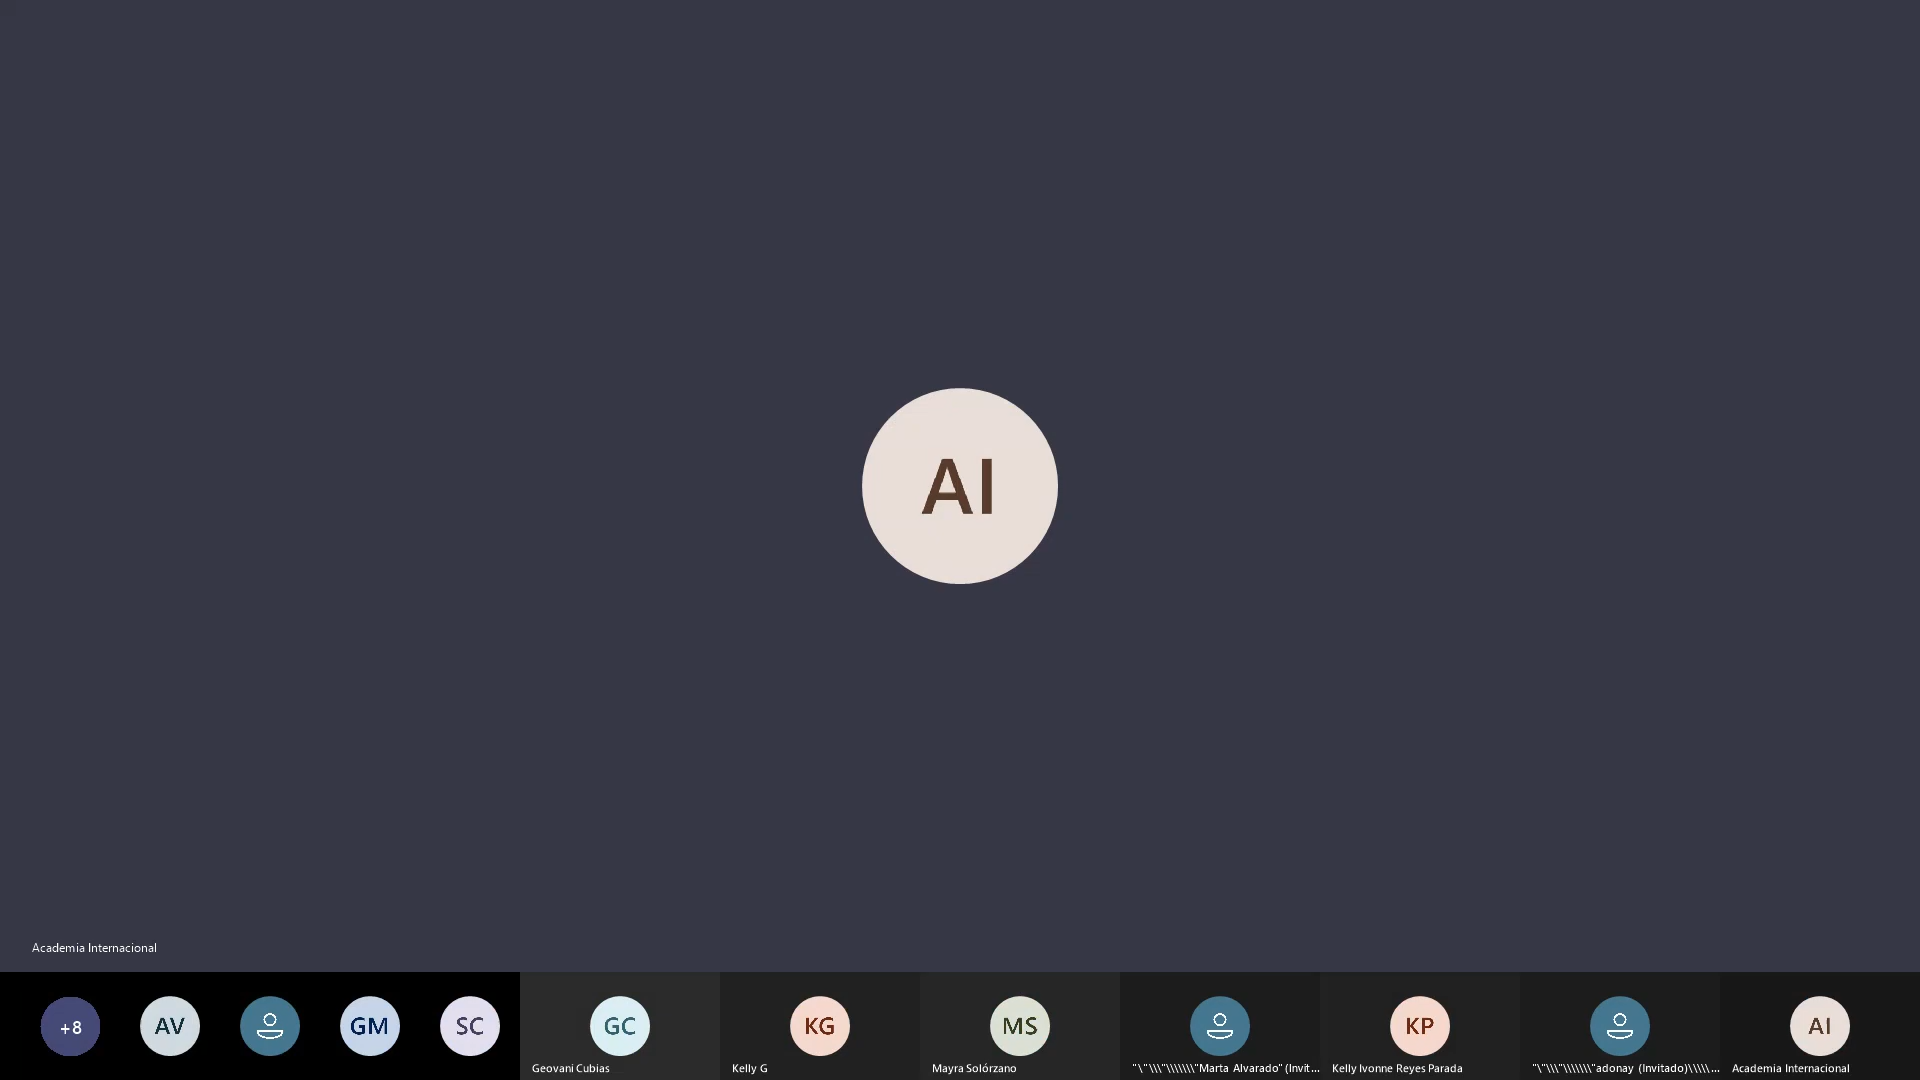 AI
Academia Internacional
+8
AV
GM
SC
GC
KG
MS
KP
AI
Geovani Cubias
Kelly G
Mayra Solórzano
"\"\\\"\\\\\\\"Marta Alvarado" (Invit...
Kelly Ivonne Reyes Parada
"\"\\\"\\\\\\\"adonay (Invitado)\\\\\...
Academia Internacional